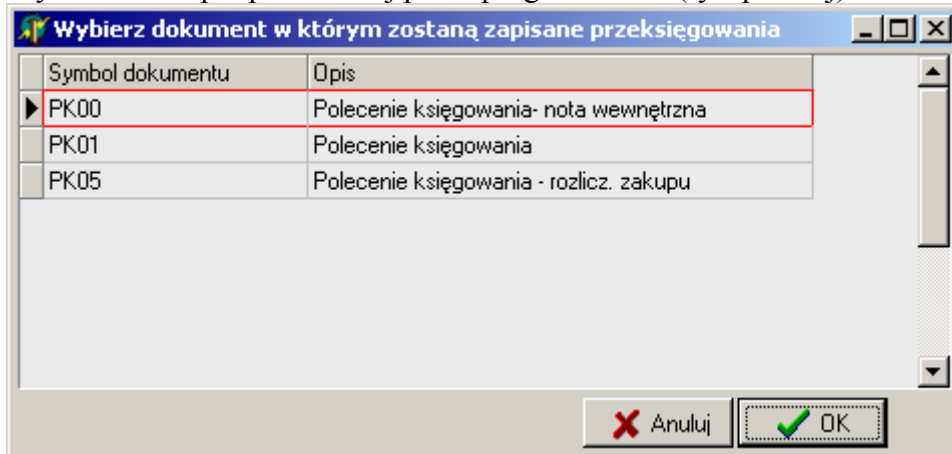 Wybierz dokument w którym zostaną zapisane przeksięgowania
Symbol dokumentu Opis
PK00 Polecenie księgowania- nota wewnętrzna
PK01 Polecenie księgowania
PK05 Polecenie księgowania - rozlicz. zakupu
Anuluj OK